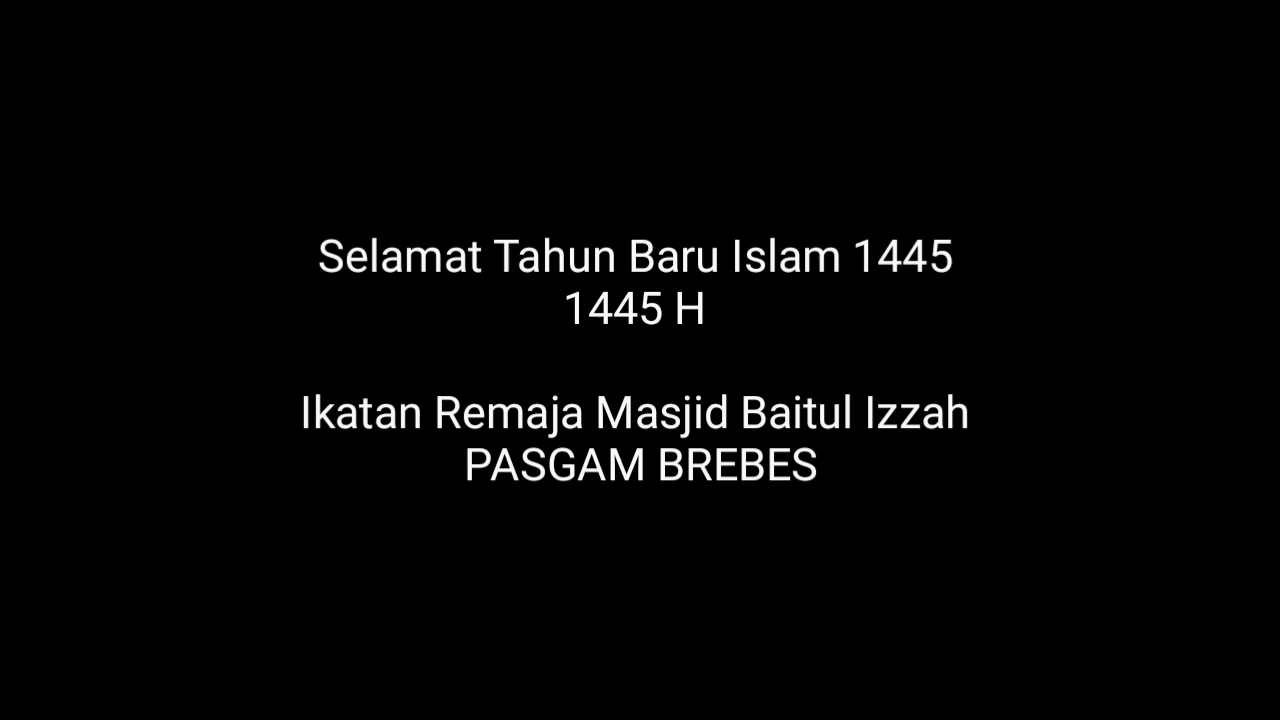 Selamat Tahun Baru Islam 1445
1445 H
Ikatan Remaja Masjid Baitul Izzah
PASGAM BREBES